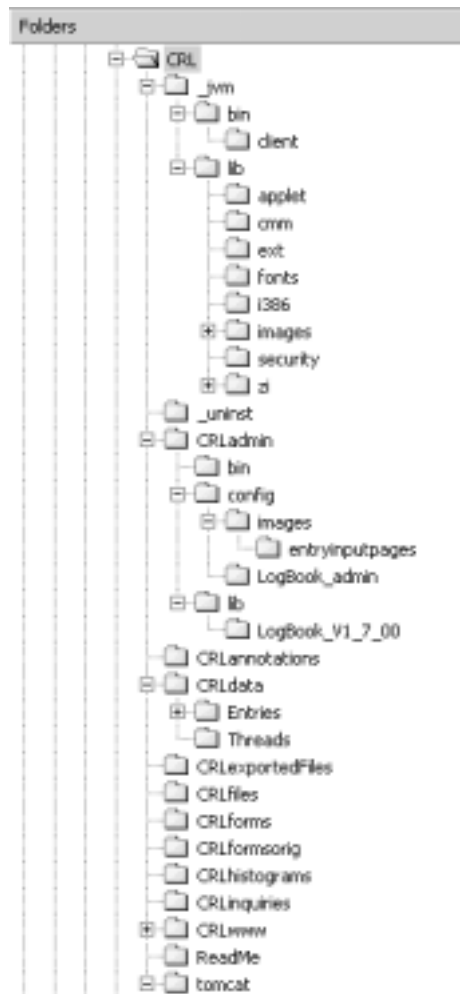 Folders
CRL
_jvm
bin
client
lib
applet
cmm
ext
fonts
i386
images
security
zi
_uninst
CRLadmin
bin
config
images
entryinputpages
LogBook_admin
lib
LogBook_V1_7_00
CRLannotations
CRLdata
Entries
Threads
CRLexportedFiles
CRLfiles
CRLforms
CRLformsorig
CRLhistograms
CRLinquiries
CRLwww
ReadMe
tomcat